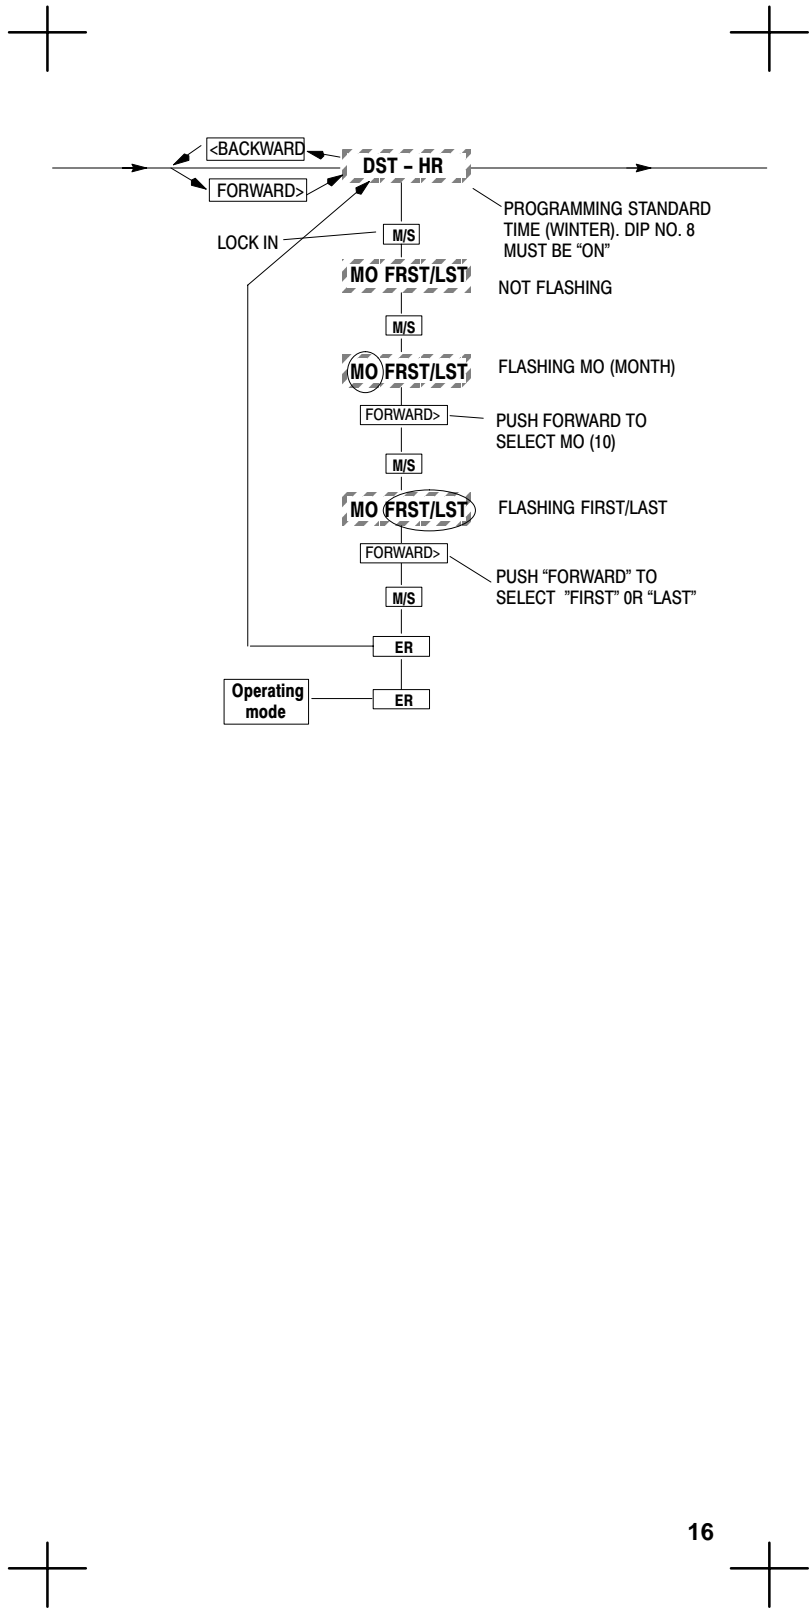 <BACKWARD
DST – HR
FORWARD>
PROGRAMMING STANDARD
TIME (WINTER). DIP NO. 8
MUST BE “ON”
LOCK IN
M/S
MO FRST/LST
NOT FLASHING
M/S
MO FRST/LST
FLASHING MO (MONTH)
FORWARD>
PUSH FORWARD TO
SELECT MO (10)
M/S
MO FRST/LST
FLASHING FIRST/LAST
FORWARD>
PUSH “FORWARD” TO
SELECT ”FIRST” 0R “LAST”
M/S
ER
Operating
mode
ER
16